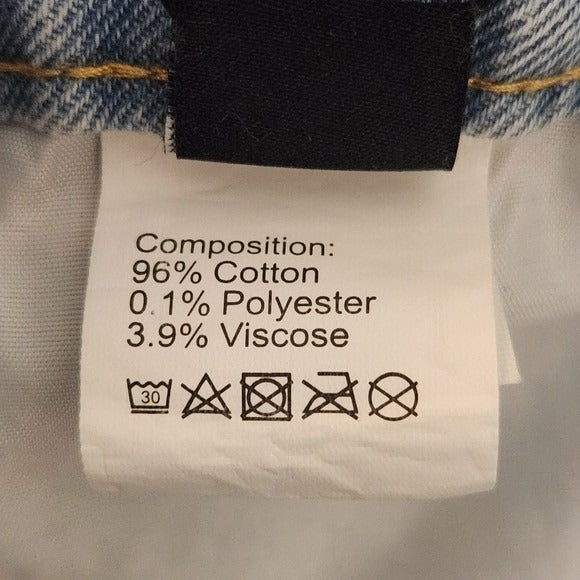 Composition:
96% Cotton
0.1% Polyester
3.9% Viscose
30